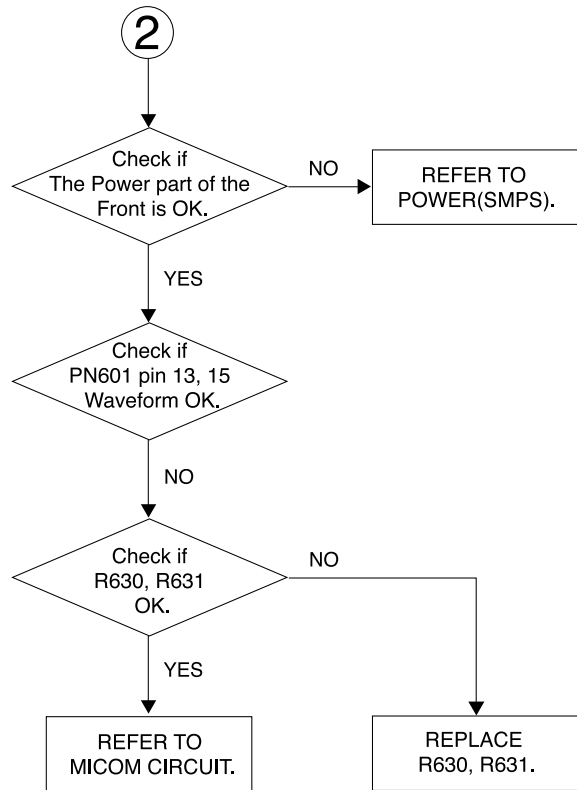 2
Check if
The Power part of the
Front is OK.
NO
REFER TO
POWER(SMPS).
YES
Check if
PN601 pin 13, 15
Waveform OK.
NO
Check if
R630, R631
OK.
NO
YES
REFER TO
MICOM CIRCUIT.
REPLACE
R630, R631.